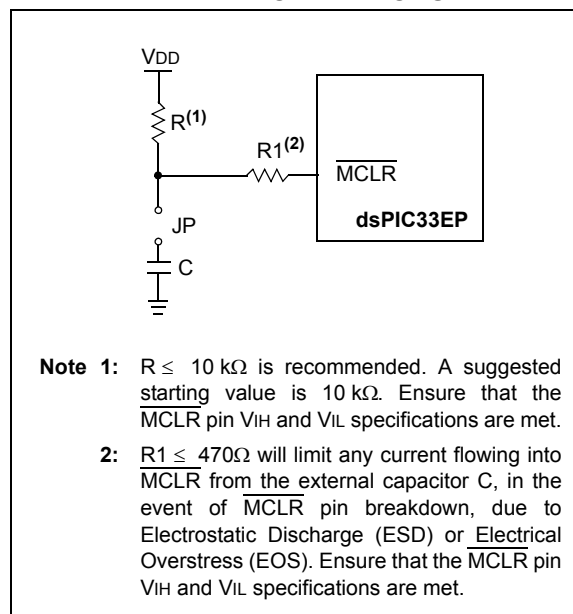 VDD
R(1)
R1(2)
MCLR
dsPIC33EP
JP
C
Note 1: R ≤ 10 kΩ is recommended. A suggested
starting value is 10 kΩ. Ensure that the
MCLR pin VIH and VIL specifications are met.
2: R1 ≤ 470Ω will limit any current flowing into
MCLR from the external capacitor C, in the
event of MCLR pin breakdown, due to
Electrostatic Discharge (ESD) or Electrical
Overstress (EOS). Ensure that the MCLR pin
VIH and VIL specifications are met.